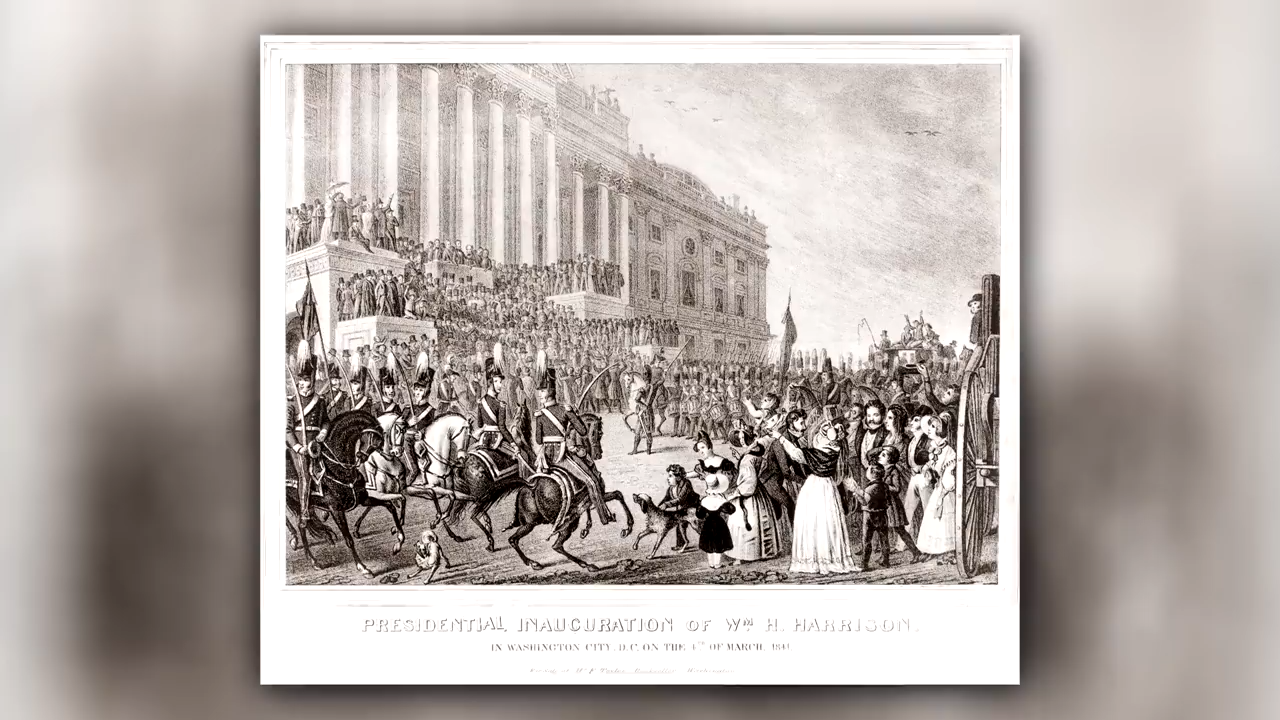 PRESIDENTIAL INAUGURATION OF WM H. HARRISON.
IN WASHINGTON CITY, D.C. ON THE 4TH OF MARCH, 1841